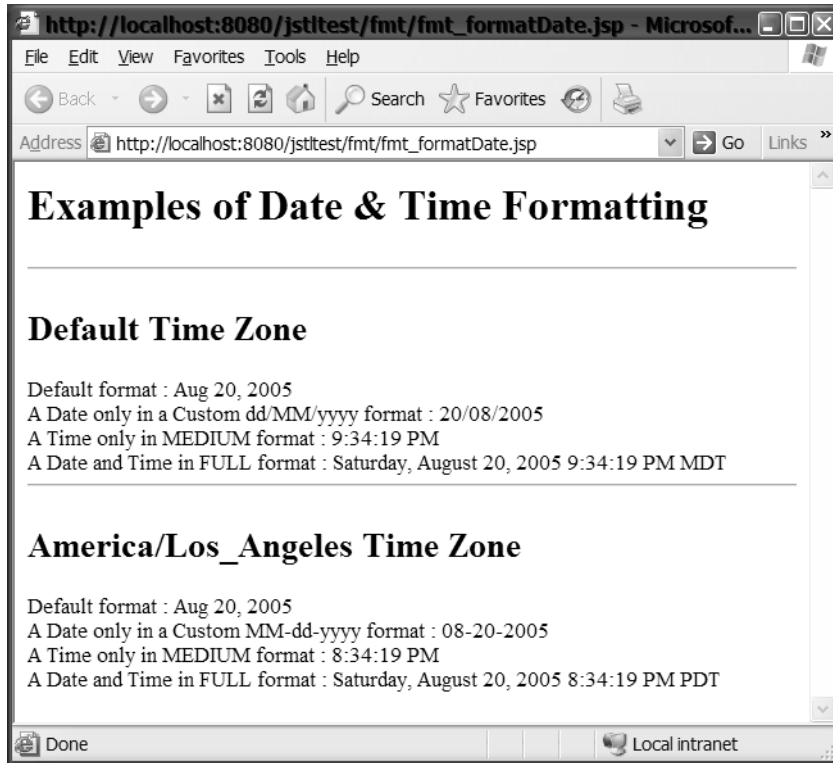 http://localhost:8080/jstltest/fmt/fmt_formatDate.jsp - Microsof...
File Edit View Favorites Tools Help
Back Search Favorites
Address http://localhost:8080/jstltest/fmt/fmt_formatDate.jsp Go Links »
Examples of Date & Time Formatting
Default Time Zone
Default format : Aug 20, 2005
A Date only in a Custom dd/MM/yyyy format : 20/08/2005
A Time only in MEDIUM format : 9:34:19 PM
A Date and Time in FULL format : Saturday, August 20, 2005 9:34:19 PM MDT
America/Los_Angeles Time Zone
Default format : Aug 20, 2005
A Date only in a Custom MM-dd-yyyy format : 08-20-2005
A Time only in MEDIUM format : 8:34:19 PM
A Date and Time in FULL format : Saturday, August 20, 2005 8:34:19 PM PDT
Done Local intranet